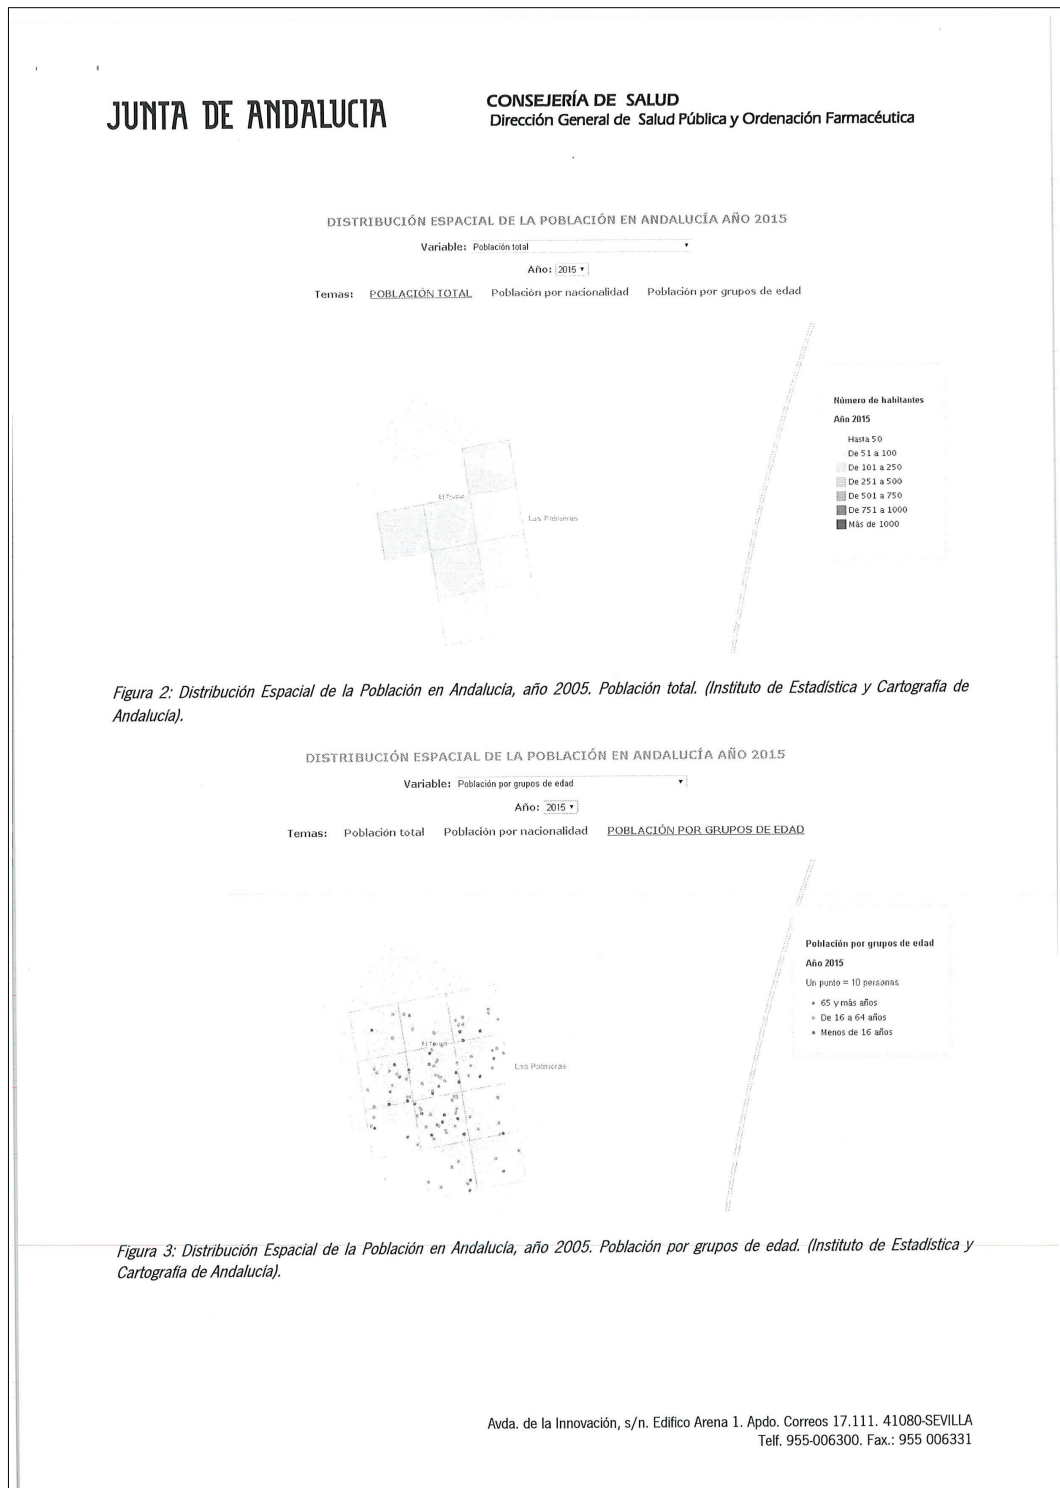 JUNTA DE ANDALUCIA
CONSEJERÍA DE SALUD
Dirección General de Salud Pública y Ordenación Farmacéutica
DISTRIBUCIÓN ESPACIAL DE LA POBLACIÓN EN ANDALUCÍA AÑO 2015
Variable: Población total
Año: 2015
Temas: POBLACIÓN TOTAL Población por nacionalidad Población por grupos de edad
Número de habitantes
Año 2015
Hasta 50
De 51 a 100
De 101 a 250
De 251 a 500
De 501 a 750
De 751 a 1000
Más de 1000
El
Las Palmeras
Figura 2: Distribución Espacial de la Población en Andalucía, año 2005. Población total. (Instituto de Estadística y Cartografía de
Andalucía).
DISTRIBUCIÓN ESPACIAL DE LA POBLACIÓN EN ANDALUCÍA AÑO 2015
Variable: Población por grupos de edad
Año: 2015
Temas: Población total Población por nacionalidad POBLACIÓN POR GRUPOS DE EDAD
Población por grupos de edad
Año 2015
Un punto = 10 personas
65 y más años
De 16 a 64 años
Menos de 16 años
El
Las Palmeras
Figura 3: Distribución Espacial de la Población en Andalucía, año 2005. Población por grupos de edad. (Instituto de Estadística y
Cartografía de Andalucía).
Avda. de la Innovación, s/n. Edifico Arena 1. Apdo. Correos 17.111. 41080-SEVILLA
Telf. 955-006300. Fax.: 955 006331